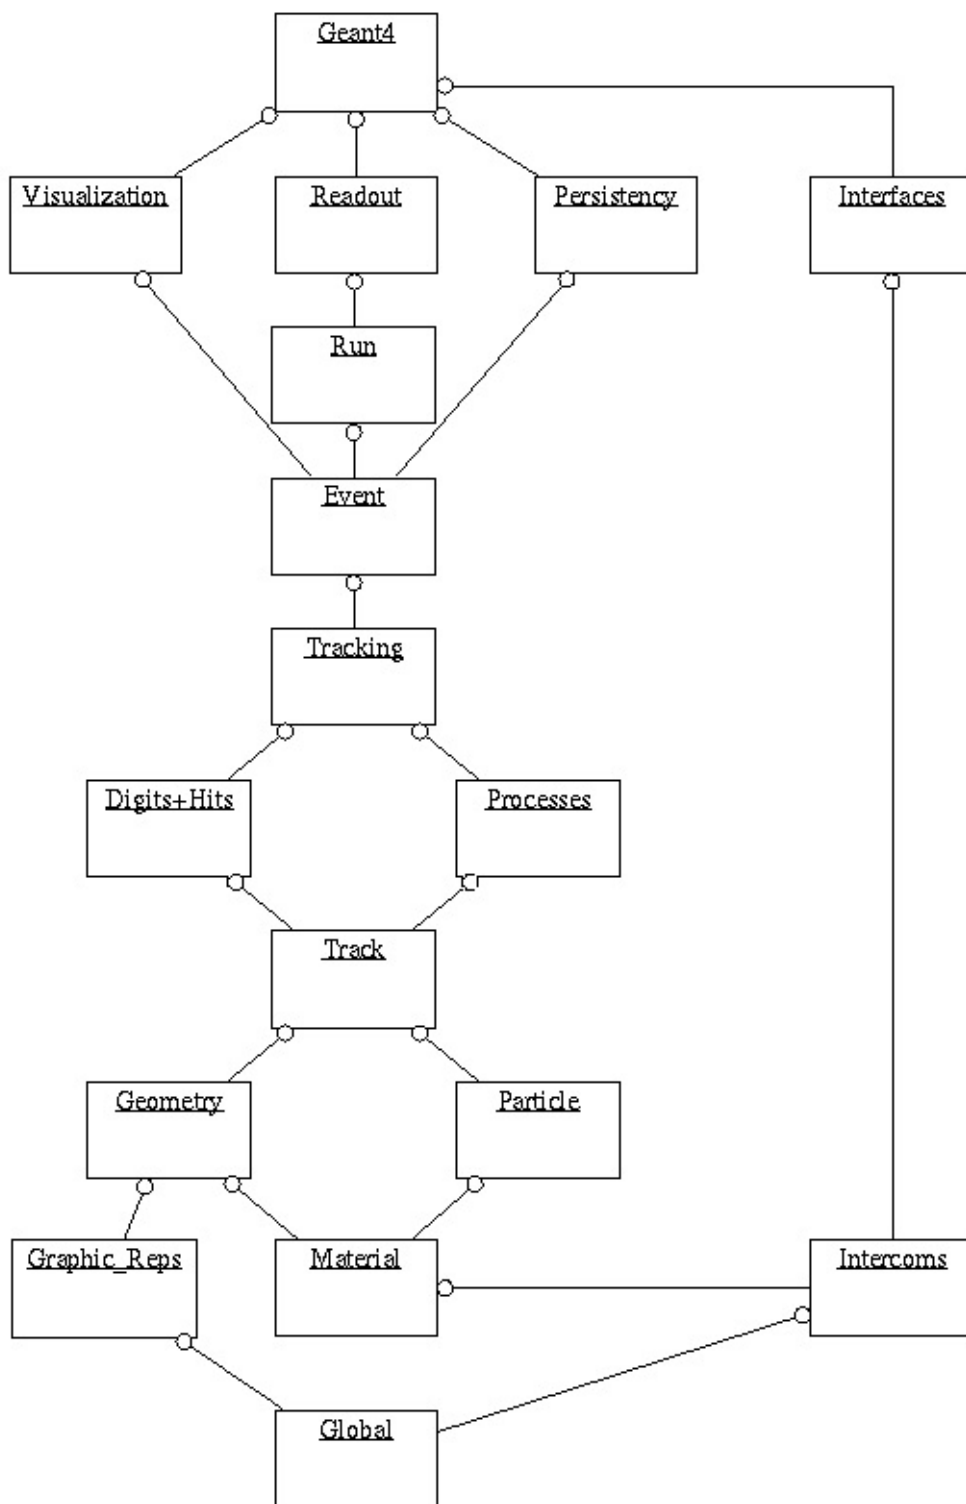 Geant4
Visualization
Readout
Persistency
Interfaces
Run
Event
Tracking
Digits+Hits
Processes
Track
Geometry
Particle
Graphic_Reps
Material
Intercoms
Global